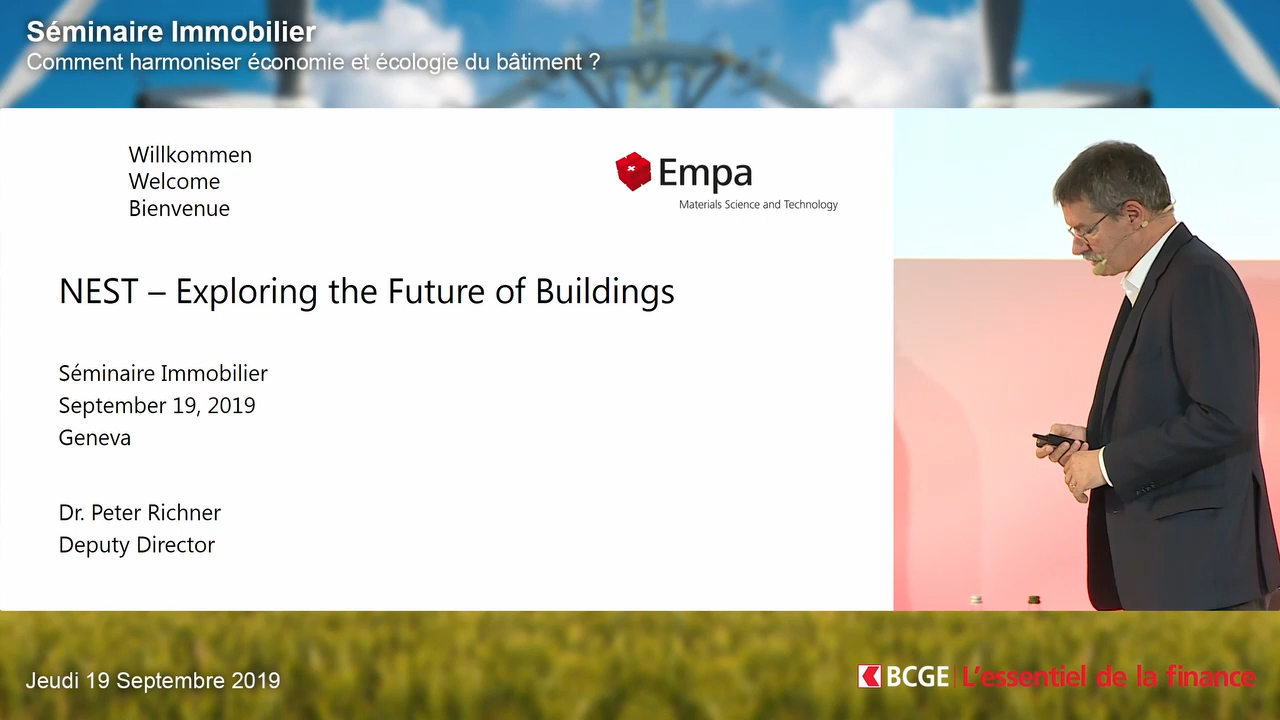 Séminaire Immobilier
Comment harmoniser économie et écologie du bâtiment ?
Willkommen
Welcome
Bienvenue
Empa
Materials Science and Technology
NEST – Exploring the Future of Buildings
Séminaire Immobilier
September 19, 2019
Geneva
Dr. Peter Richner
Deputy Director
Jeudi 19 Septembre 2019
BCGE L'essentiel de la finance